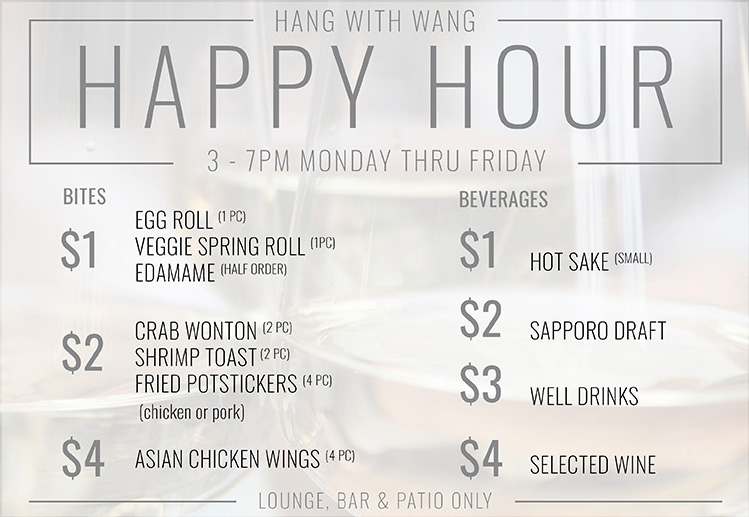 HANG WITH WANG
HAPPY HOUR
3 - 7PM MONDAY THRU FRIDAY
BITES
$1
EGG ROLL (1 PC)
VEGGIE SPRING ROLL (1PC)
EDAMAME (HALF ORDER)
$2
CRAB WONTON (2 PC)
SHRIMP TOAST (2 PC)
FRIED POTSTICKERS (4 PC)
(chicken or pork)
$4 ASIAN CHICKEN WINGS (4 PC)
BEVERAGES
$1 HOT SAKE (SMALL)
$2 SAPPORO DRAFT
$3 WELL DRINKS
$4 SELECTED WINE
LOUNGE, BAR & PATIO ONLY